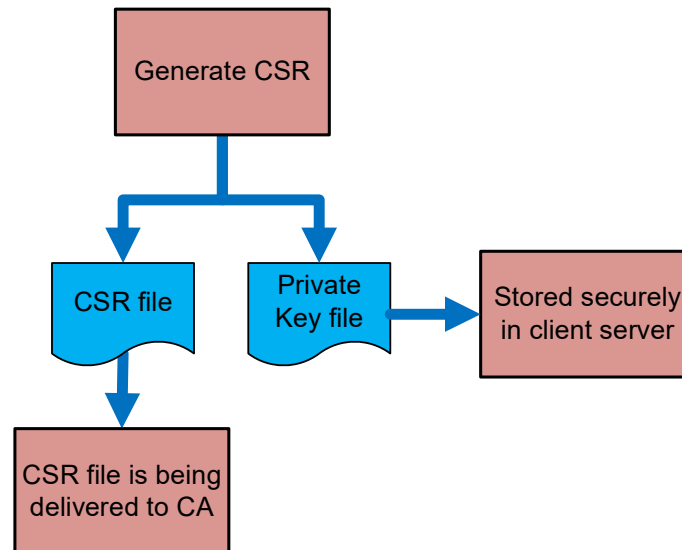 Generate CSR
CSR file
Private
Key file
Stored securely
in client server
CSR file is being
delivered to CA